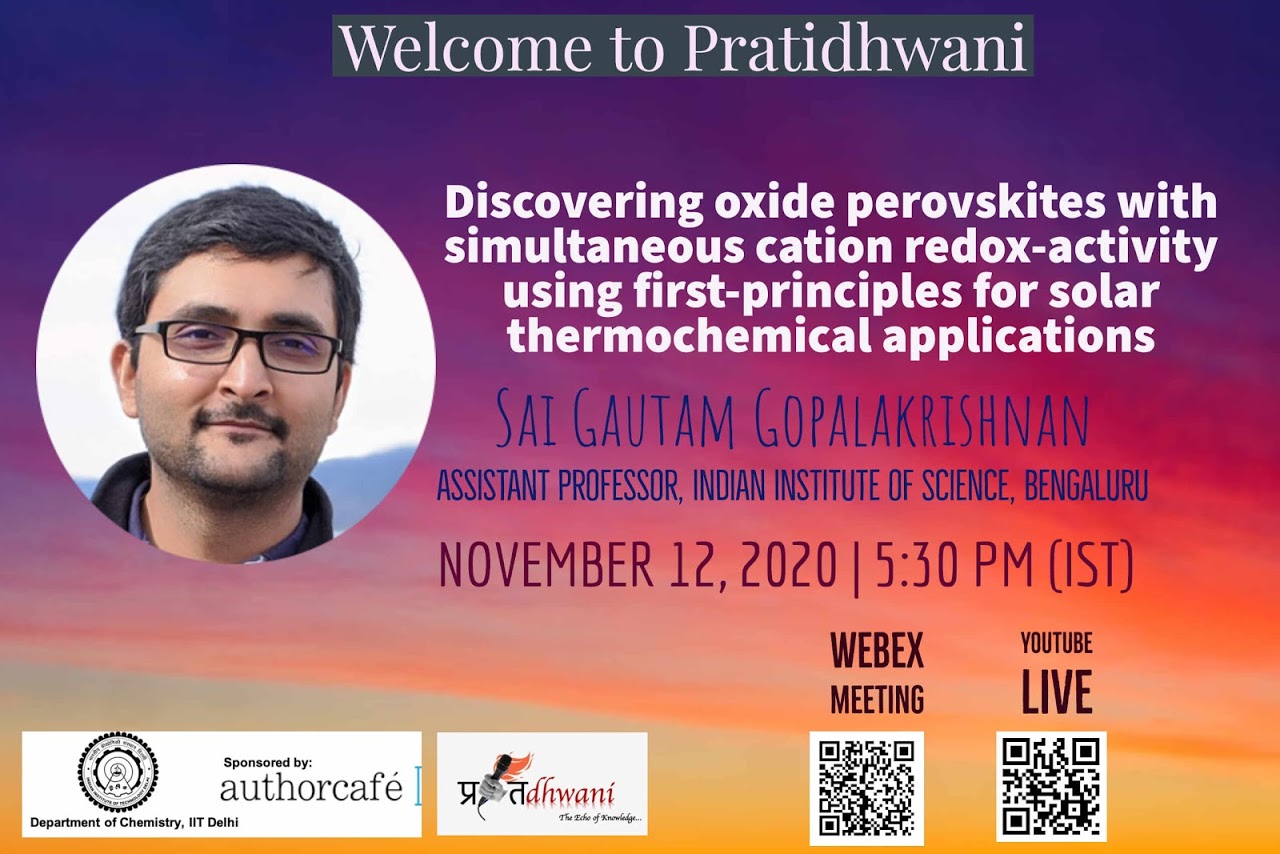 Welcome to Pratidhwani
Discovering oxide perovskites with
simultaneous cation redox-activity
using first-principles for solar
thermochemical applications
SAI GAUTAM GOPALAKRISHNAN
ASSISTANT PROFESSOR, INDIAN INSTITUTE OF SCIENCE, BENGALURU
NOVEMBER 12, 2020 | 5:30 PM (IST)
WEBEX
MEETING
YOUTUBE
LIVE
Sponsored by:
authorcafé
Department of Chemistry, IIT Delhi
प्रतिdhwani
The Echo of Knowledge...